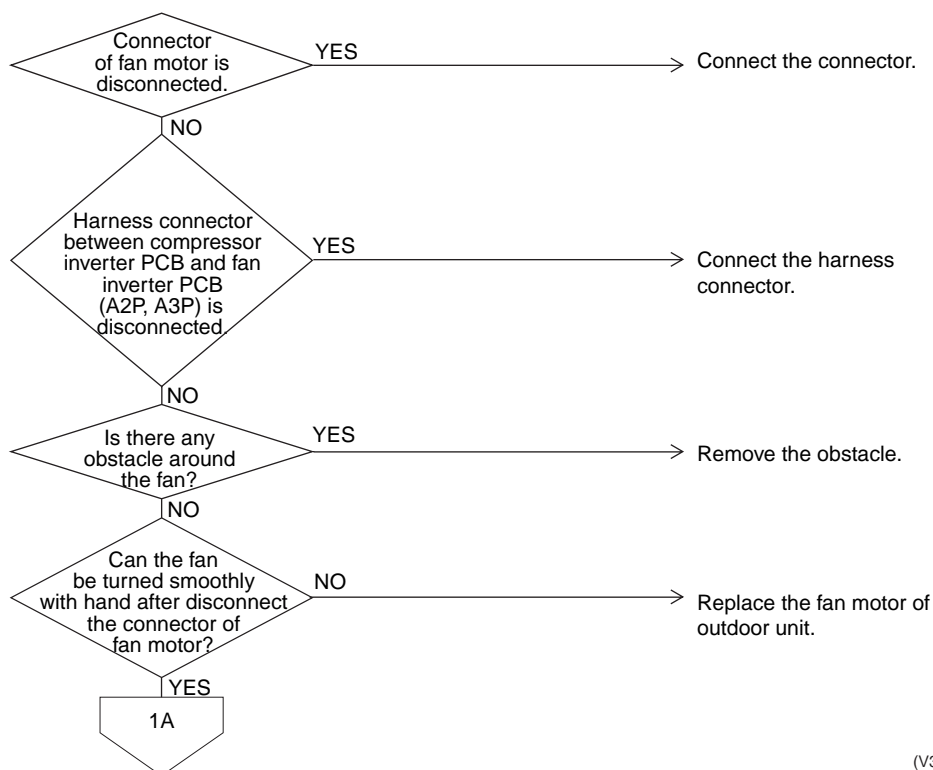 Connector
of fan motor is
disconnected.
YES
Connect the connector.
NO
Harness connector
between compressor
inverter PCB and fan
inverter PCB
(A2P, A3P) is
disconnected.
YES
Connect the harness
connector.
NO
Is there any
obstacle around
the fan?
YES
Remove the obstacle.
NO
Can the fan
be turned smoothly
with hand after disconnect
the connector of
fan motor?
NO
Replace the fan motor of
outdoor unit.
YES
1A
(V3